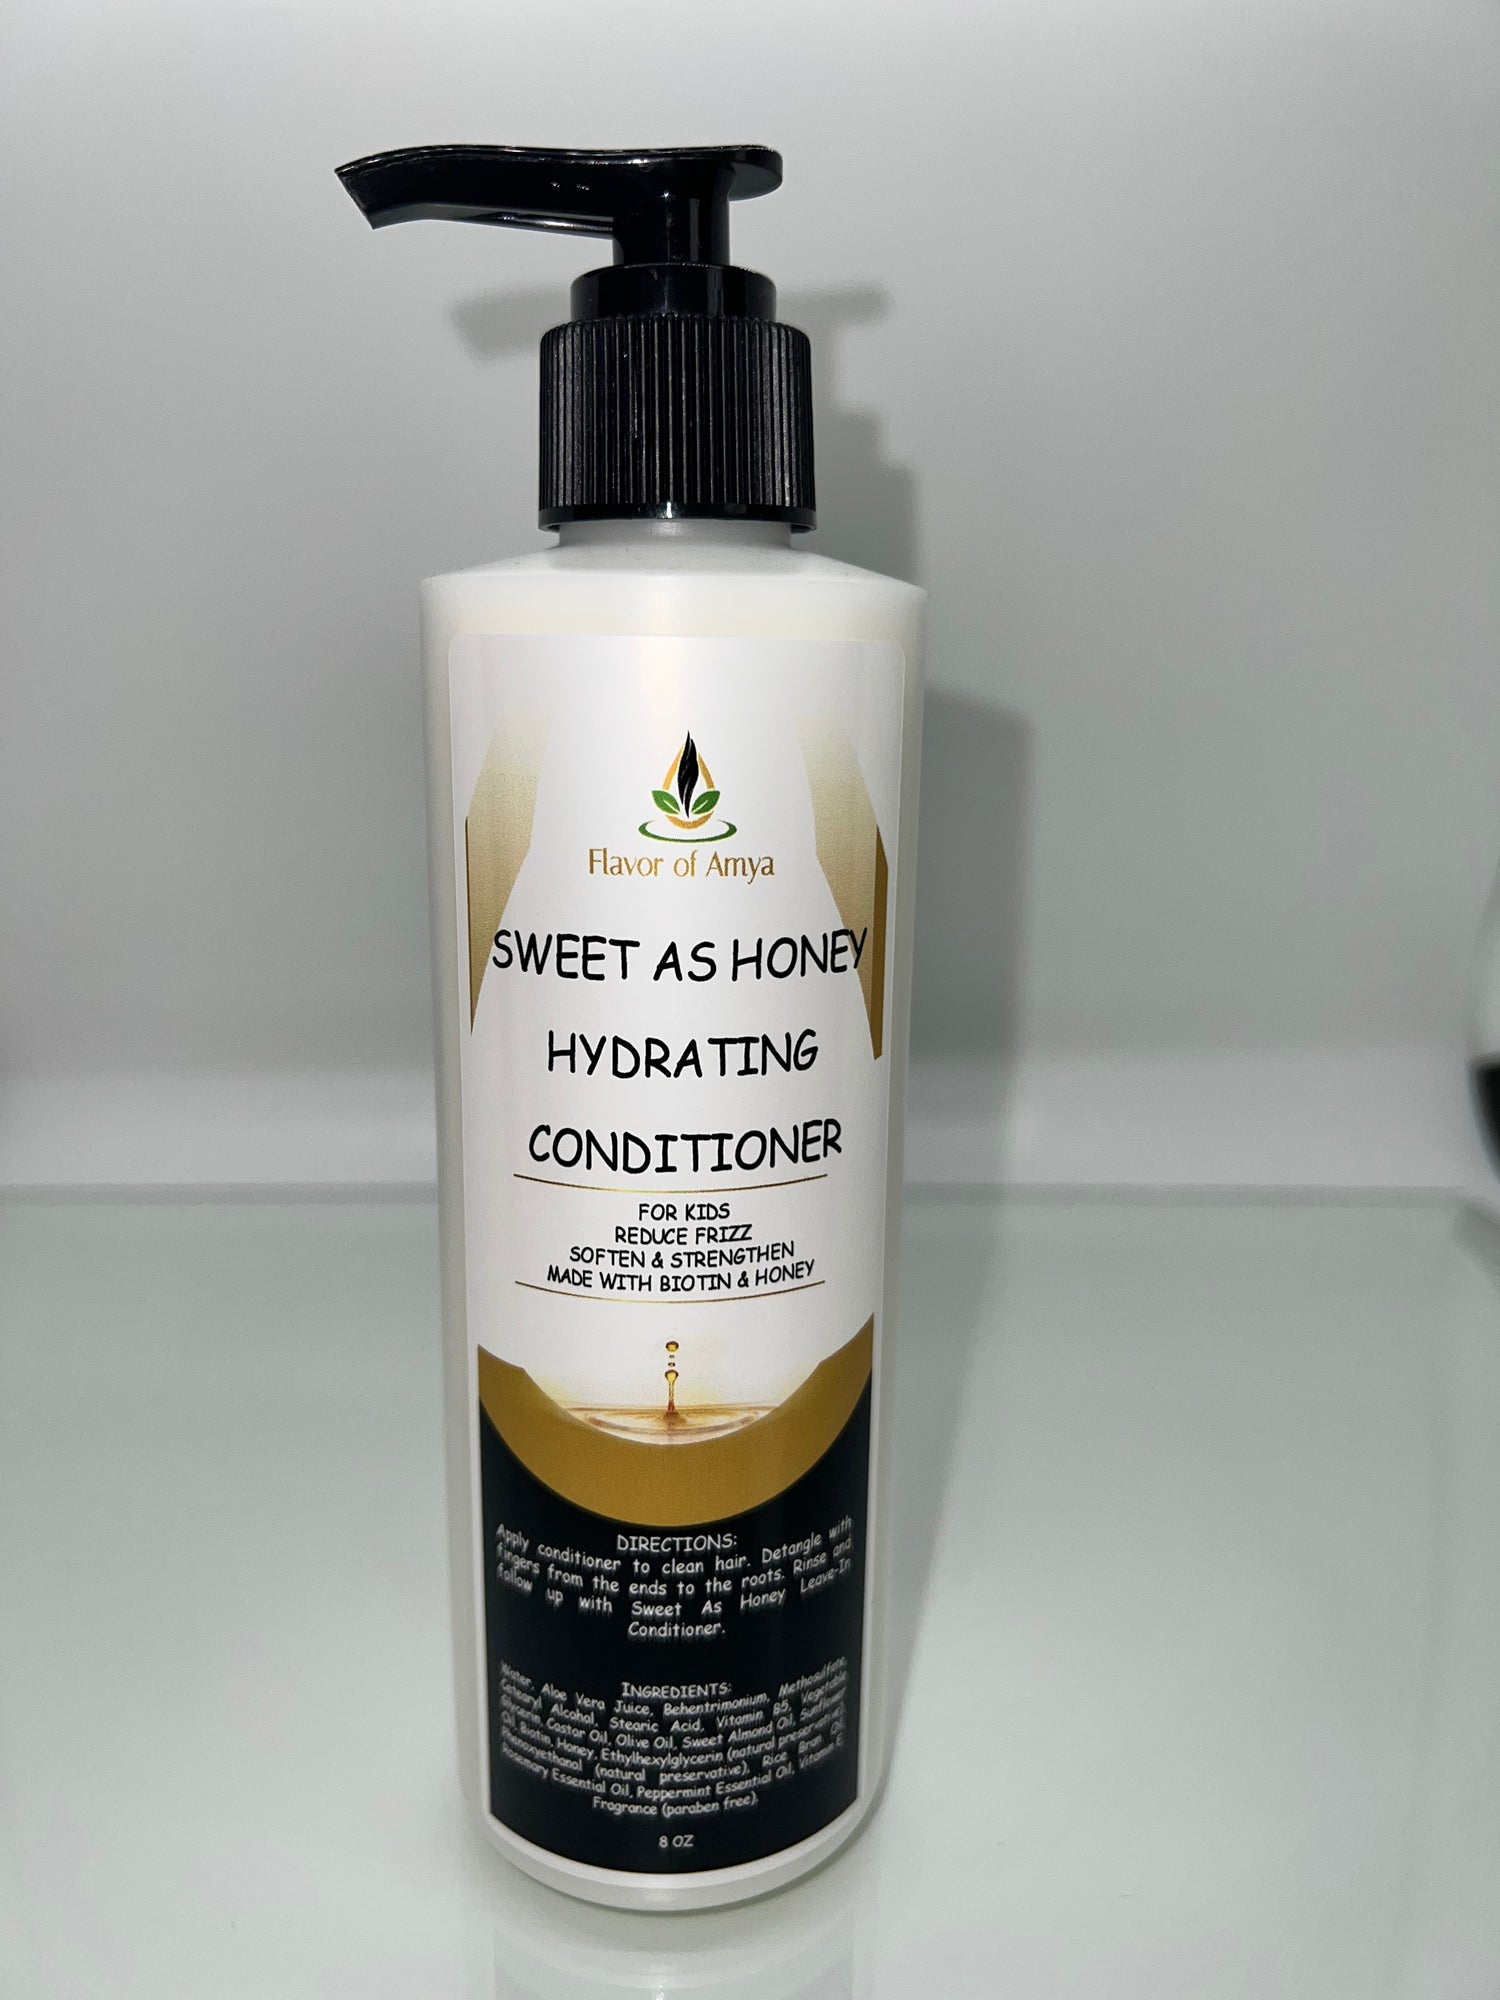 Flavor of Amya
SWEET AS HONEY
HYDRATING
CONDITIONER
FOR KIDS
REDUCE FRIZZ
SOFTEN & STRENGTHEN
MADE WITH BIOTIN & HONEY
DIRECTIONS:
Apply conditioner to clean hair. Detangle with
fingers from the ends to the roots. Rinse and
follow up with Sweet As Honey Leave-In
Conditioner.
INGREDIENTS:
Water, Aloe Vera Juice, Behentrimonium, Methosulfate,
Cetearyl Alcohol, Stearic Acid, Vitamin B5, Vegetable
Glycerin, Castor Oil, Olive Oil, Sweet Almond Oil, Sunflower
Oil, Biotin, Honey, Ethylhexylglycerin (natural preservative),
Phenoxyethanol (natural preservative), Rice Bran Oil,
Rosemary Essential Oil, Peppermint Essential Oil, Vitamin E,
Fragrance (paraben free).
8 OZ